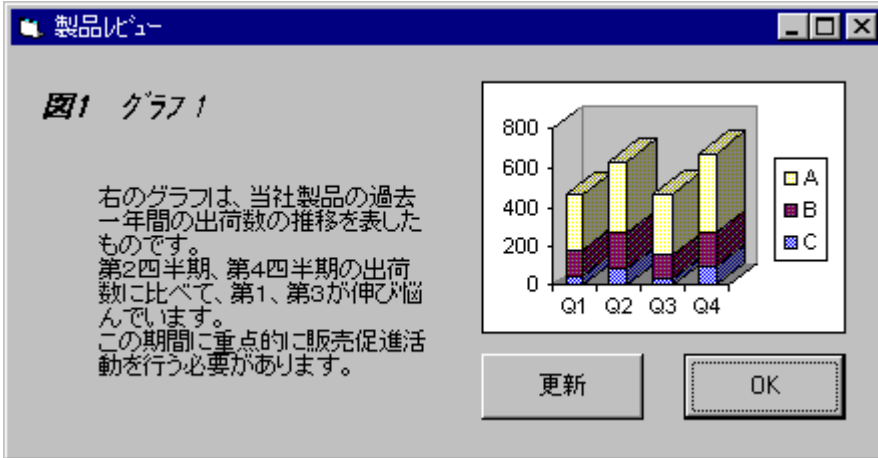 製品ﾚﾋﾞｭｰ
図1 ｸﾞﾗﾌ 1
右のグラフは、当社製品の過去
一年間の出荷数の推移を表した
ものです。
第2四半期、第4四半期の出荷
数に比べて、第1、第3が伸び悩
んでいます。
この期間に重点的に販売促進活
動を行う必要があります。
800
600
400
200
0
Q1 Q2 Q3 Q4
A
B
C
更新
OK